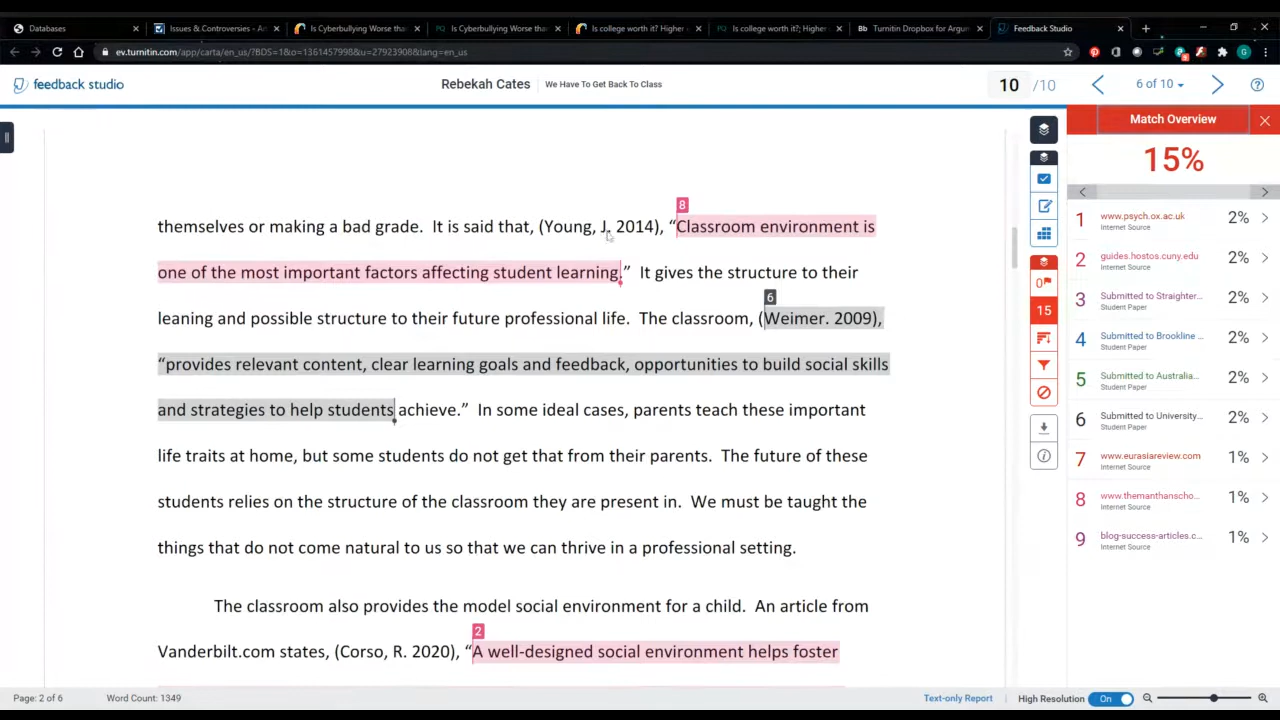 Databases
Issues & Controversies - An
Is Cyberbullying Worse tha
Is Cyberbullying Worse tha
Is college worth it? Higher
Is college worth it?; Higher
Bb Turnitin Dropbox for Argum
Feedback Studio
ev.turnitin.com/app/carta/en_us/?BDS=1&o=1361457998&u=27923908&lang=en_us
feedback studio
Rebekah Cates
We Have To Get Back To Class
10 /10
6 of 10
Match Overview
15%
themselves or making a bad grade.  It is said that, (Young, J. 2014), “Classroom environment is
8
one of the most important factors affecting student learning.”  It gives the structure to their
leaning and possible structure to their future professional life.  The classroom, (Weimer. 2009),
6
“provides relevant content, clear learning goals and feedback, opportunities to build social skills
and strategies to help students achieve.”  In some ideal cases, parents teach these important
life traits at home, but some students do not get that from their parents.  The future of these
students relies on the structure of the classroom they are present in.  We must be taught the
things that do not come natural to us so that we can thrive in a professional setting.
The classroom also provides the model social environment for a child.  An article from
2
Vanderbilt.com states, (Corso, R. 2020), “A well-designed social environment helps foster
0
15
1 www.psych.ox.ac.uk 2%
Internet Source
2 guides.hostos.cuny.edu 2%
Internet Source
3 Submitted to Straighter... 2%
Student Paper
4 Submitted to Brookline ... 2%
Student Paper
5 Submitted to Australia... 2%
Student Paper
6 Submitted to University... 2%
Student Paper
7 www.eurasiareview.com 1%
Internet Source
8 www.themanthanscho... 1%
Internet Source
9 blog-success-articles.c... 1%
Internet Source
Page: 2 of 6
Word Count: 1349
Text-only Report
High Resolution
On